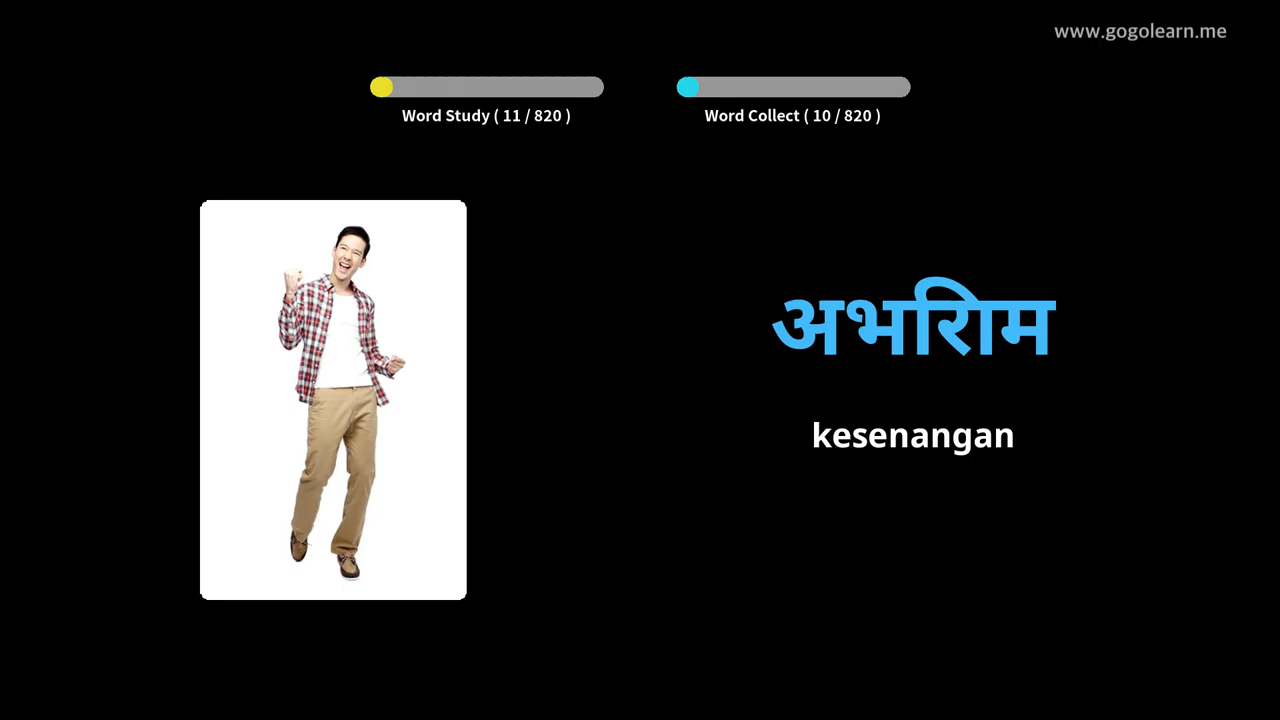 www.gogolearn.me
Word Study ( 11 / 820 )
Word Collect ( 10 / 820 )
अभरिाम
kesenangan